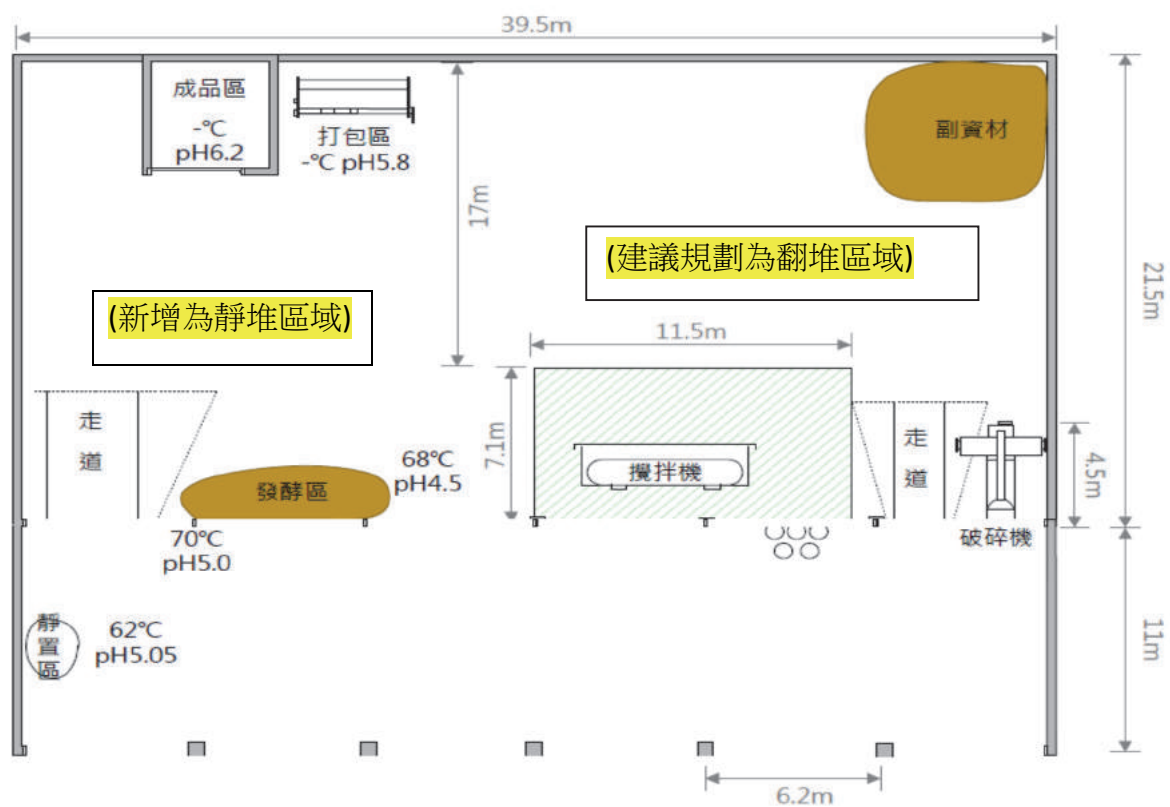 39.5m
成品區
-℃
pH6.2
打包區
-℃ pH5.8
副資材
17m
(建議規劃為翻堆區域)
21.5m
(新增為靜堆區域)
11.5m
走
道
7.1m
攪拌機
68℃
pH4.5
發酵區
走
道
4.5m
破碎機
70℃
pH5.0
靜
置
區
62℃
pH5.05
11m
6.2m